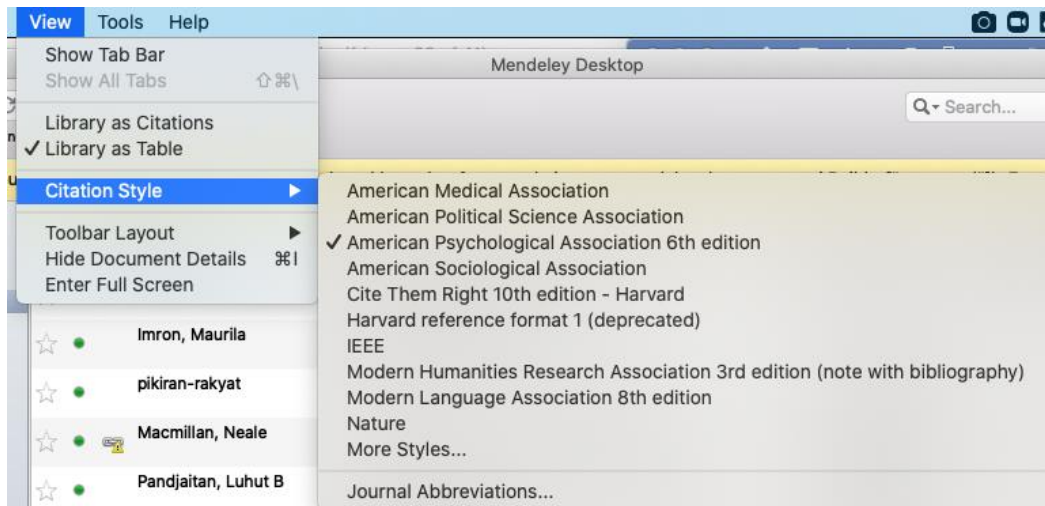 View Tools Help
Show Tab Bar
Show All Tabs ⇧⌘\
Mendeley Desktop
Search...
Library as Citations
✓ Library as Table
Citation Style
American Medical Association
American Political Science Association
✓ American Psychological Association 6th edition
American Sociological Association
Cite Them Right 10th edition - Harvard
Harvard reference format 1 (deprecated)
IEEE
Modern Humanities Research Association 3rd edition (note with bibliography)
Modern Language Association 8th edition
Nature
More Styles...
Journal Abbreviations...
Toolbar Layout
Hide Document Details ⌘I
Enter Full Screen
Imron, Maurila
pikiran-rakyat
Macmillan, Neale
Pandjaitan, Luhut B